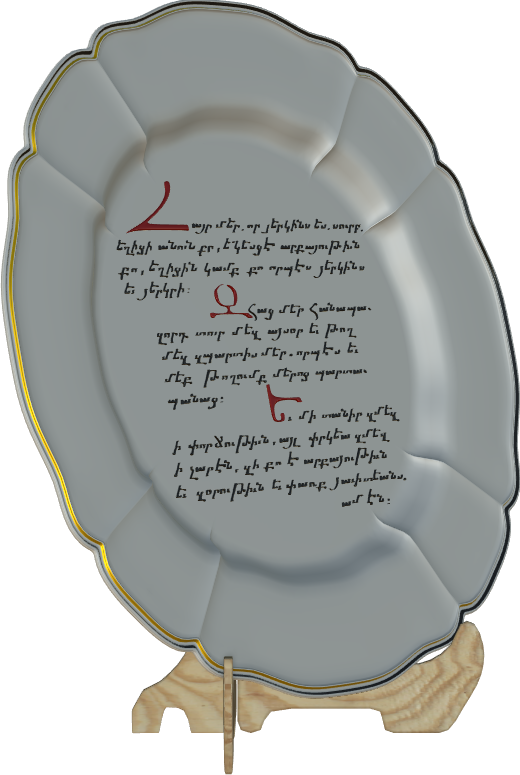 Հայր մեր. որ յերկինս ես, սուրբ.
եղիցի անուն քո, եկեսցէ արքայութիւն
քո, եղիցին կամք քո որպէս յերկինս
եւ յերկրի:
Զհաց մեր հանապա-
զորդ տուր մեզ այսօր եւ թող
մեզ զպարտիս մեր. որպէս եւ
մեք թողումք մերոց պարտա-
պանաց:
Եւ մի տանիր զմեզ
ի փորձութիւն, այլ փրկեա զմեզ
ի չարէն, զի քո է արքայութիւն
եւ զօրութիւն եւ փառք յաւիտեանս.
ամէն: